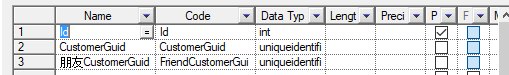 Name Code Data Typ Lengt Preci P F M
1 Id = Id int
2 CustomerGuid CustomerGuid uniqueidentifi
3 朋友CustomerGuid FriendCustomerGui uniqueidentifi